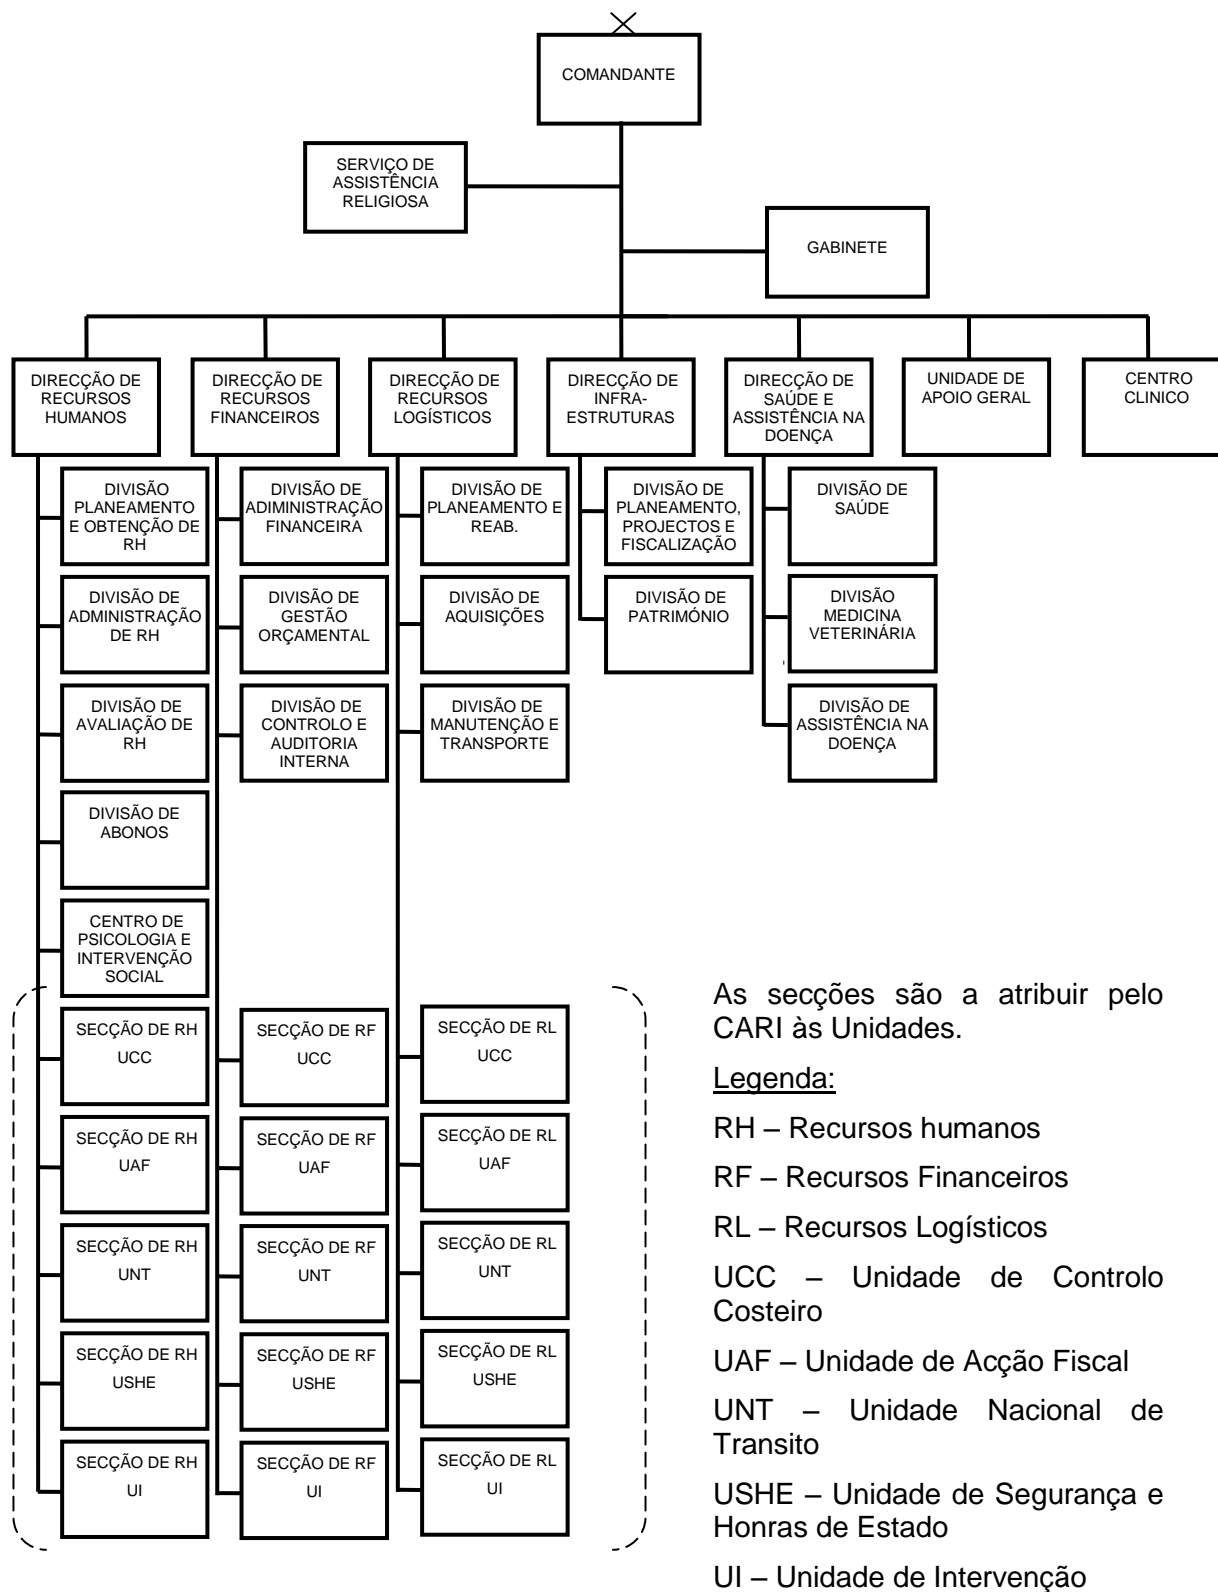 COMANDANTE
SERVIÇO DE
ASSISTÊNCIA
RELIGIOSA
GABINETE
DIRECÇÃO DE
RECURSOS
HUMANOS
DIRECÇÃO DE
RECURSOS
FINANCEIROS
DIRECÇÃO DE
RECURSOS
LOGÍSTICOS
DIRECÇÃO DE
INFRA-
ESTRUTURAS
DIRECÇÃO DE
SAÚDE E
ASSISTÊNCIA NA
DOENÇA
UNIDADE DE
APOIO GERAL
CENTRO
CLINICO
DIVISÃO
PLANEAMENTO
E OBTENÇÃO DE
RH
DIVISÃO DE
ADIMINISTRAÇÃO
FINANCEIRA
DIVISÃO DE
PLANEAMENTO E
REAB.
DIVISÃO DE
PLANEAMENTO,
PROJECTOS E
FISCALIZAÇÃO
DIVISÃO DE
SAÚDE
DIVISÃO DE
ADMINISTRAÇÃO
DE RH
DIVISÃO DE
GESTÃO
ORÇAMENTAL
DIVISÃO DE
AQUISIÇÕES
DIVISÃO DE
PATRIMÓNIO
DIVISÃO
MEDICINA
VETERINÁRIA
DIVISÃO DE
AVALIAÇÃO DE
RH
DIVISÃO DE
CONTROLO E
AUDITORIA
INTERNA
DIVISÃO DE
MANUTENÇÃO E
TRANSPORTE
DIVISÃO DE
ASSISTÊNCIA NA
DOENÇA
DIVISÃO DE
ABONOS
CENTRO DE
PSICOLOGIA E
INTERVENÇÃO
SOCIAL
SECÇÃO DE RH
UCC
SECÇÃO DE RF
UCC
SECÇÃO DE RL
UCC
SECÇÃO DE RH
UAF
SECÇÃO DE RF
UAF
SECÇÃO DE RL
UAF
SECÇÃO DE RH
UNT
SECÇÃO DE RF
UNT
SECÇÃO DE RL
UNT
SECÇÃO DE RH
USHE
SECÇÃO DE RF
USHE
SECÇÃO DE RL
USHE
SECÇÃO DE RH
UI
SECÇÃO DE RF
UI
SECÇÃO DE RL
UI
As secções são a atribuir pelo
CARI às Unidades.
Legenda:
RH – Recursos humanos
RF – Recursos Financeiros
RL – Recursos Logísticos
UCC – Unidade de Controlo
Costeiro
UAF – Unidade de Acção Fiscal
UNT – Unidade Nacional de
Transito
USHE – Unidade de Segurança e
Honras de Estado
UI – Unidade de Intervenção